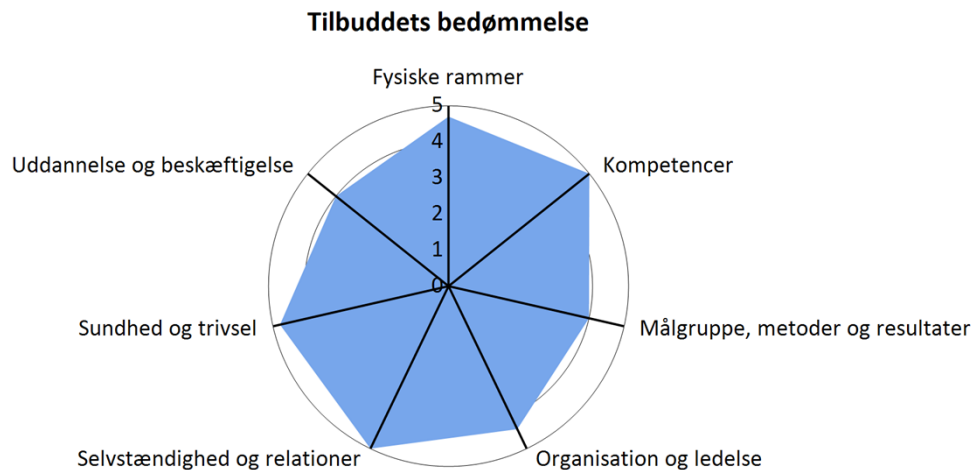 Tilbuddets bedømmelse
Fysiske rammer
5
4
3
2
1
0
Kompetencer
Målgruppe, metoder og resultater
Organisation og ledelse
Selvstændighed og relationer
Sundhed og trivsel
Uddannelse og beskæftigelse